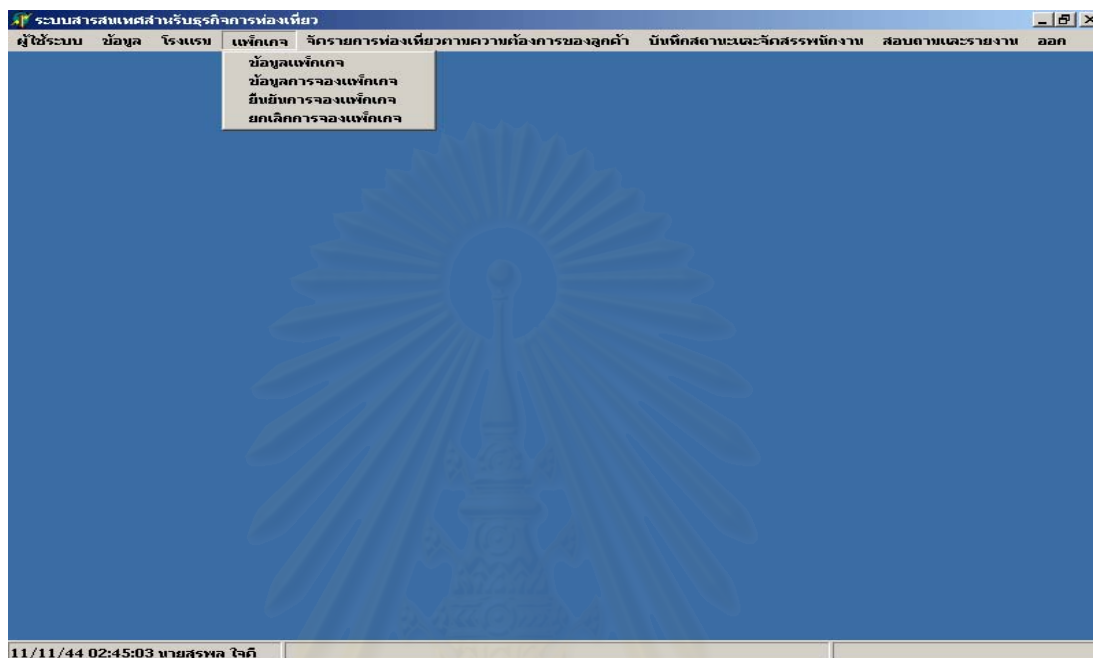 ระบบสารสนเทศสำหรับธุรกิจการท่องเที่ยว
ผู้ใช้ระบบ ข้อมูล โรงแรม แพ็กเกจ จัดรายการท่องเที่ยวตามความต้องการของลูกค้า บันทึกสถานะและจัดสรรพนักงาน สอบถามและรายงาน ออก
ข้อมูลแพ็กเกจ
ข้อมูลการจองแพ็กเกจ
ยืนยันการจองแพ็กเกจ
ยกเลิกการจองแพ็กเกจ
11/11/44 02:45:03 นายสุรพล ใจดี